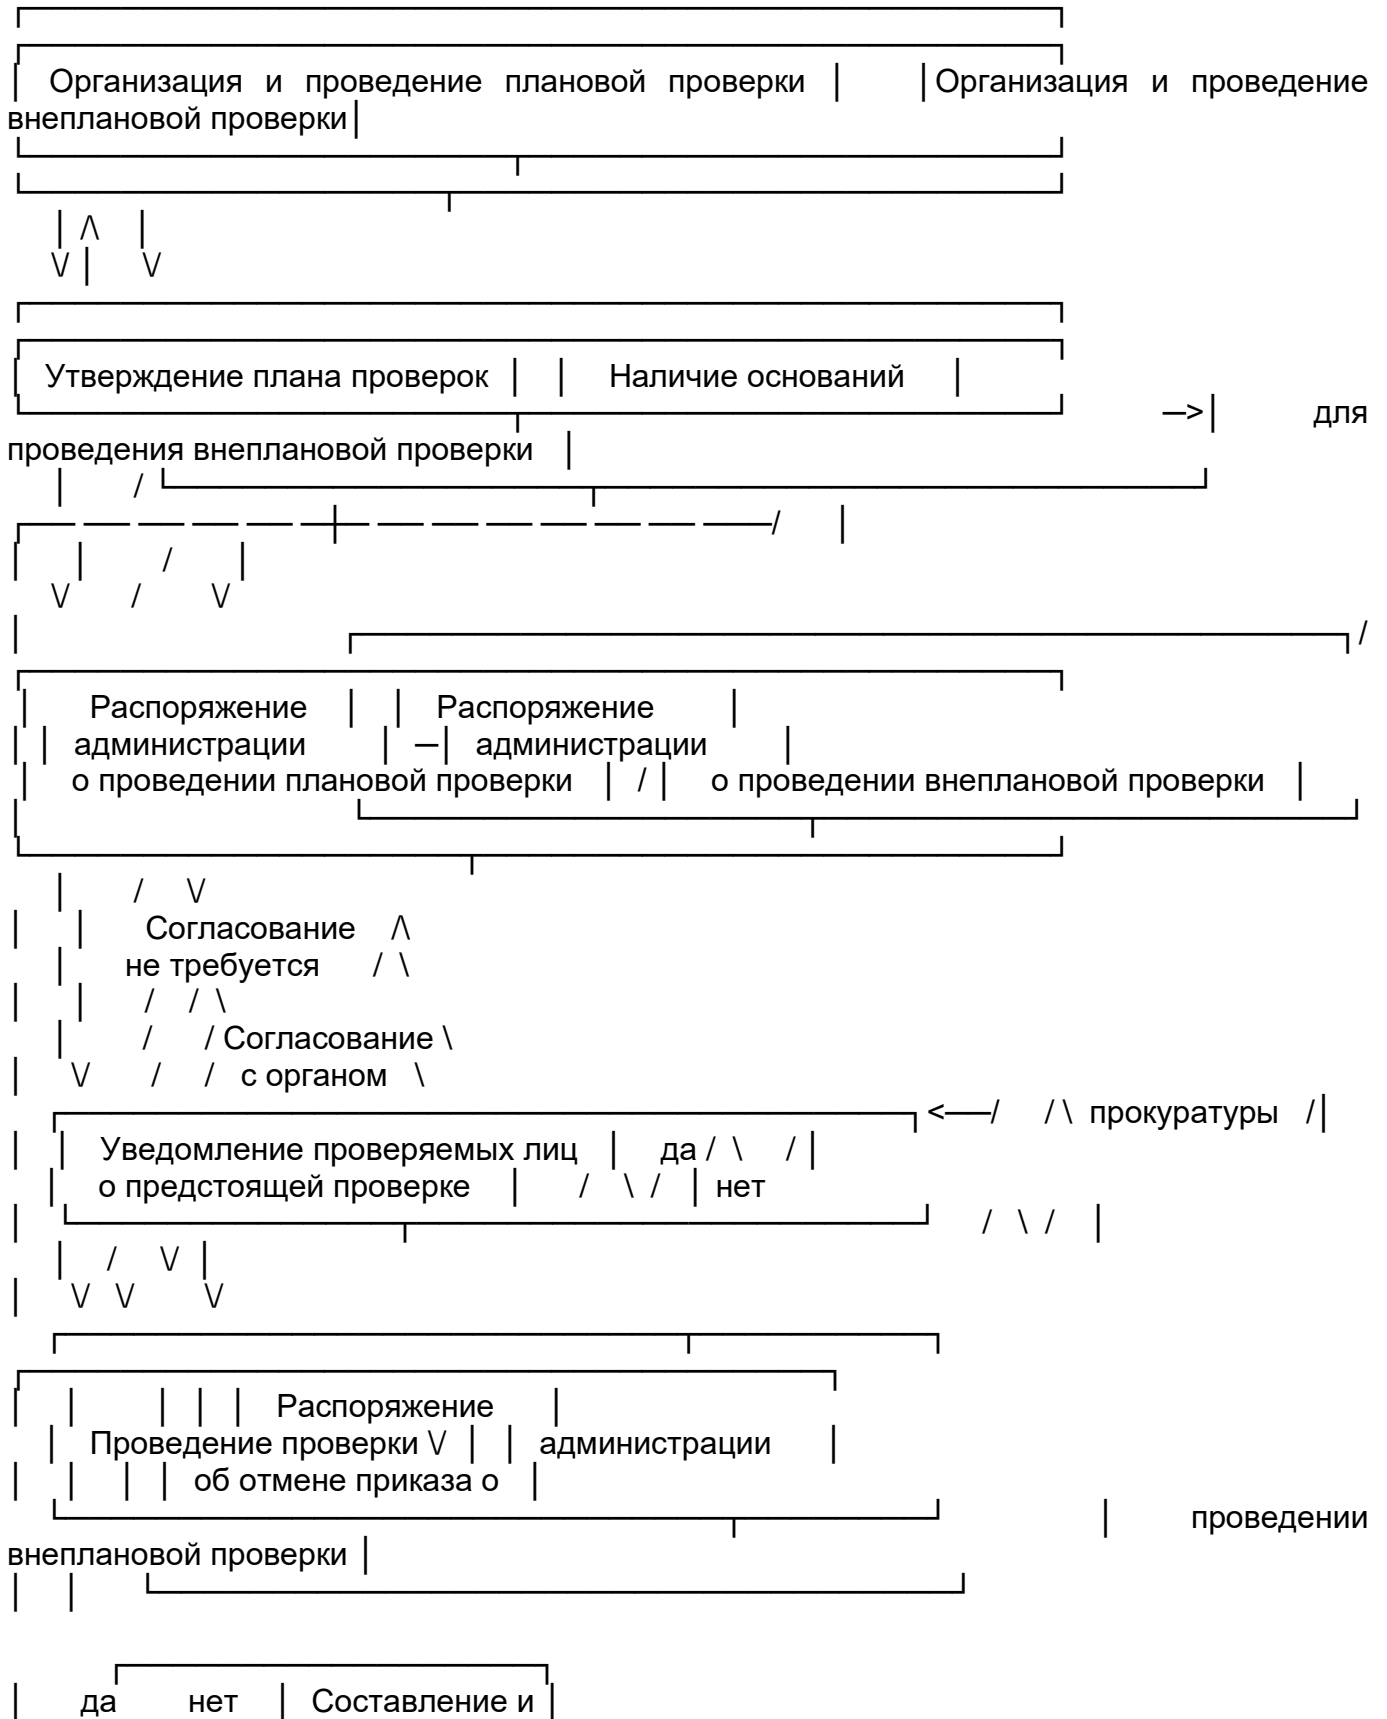 Организация и проведение плановой проверки Организация и проведение
внеплановой проверки
Утверждение плана проверок Наличие оснований
для
проведения внеплановой проверки
Распоряжение Распоряжение
администрации администрации
о проведении плановой проверки о проведении внеплановой проверки
Согласование
не требуется
Согласование
с органом
прокуратуры
Уведомление проверяемых лиц да
о предстоящей проверке нет
Распоряжение
Проведение проверки администрации
об отмене приказа о
проведении
внеплановой проверки
да нет Составление и